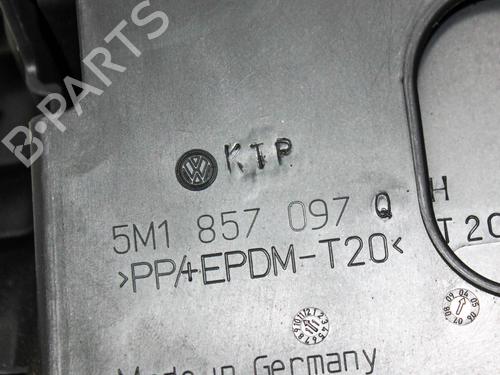 B-PARTS
KTP
5M1 857 097 Q H
>PP/+EPDM-T20< T20
Made in Germany